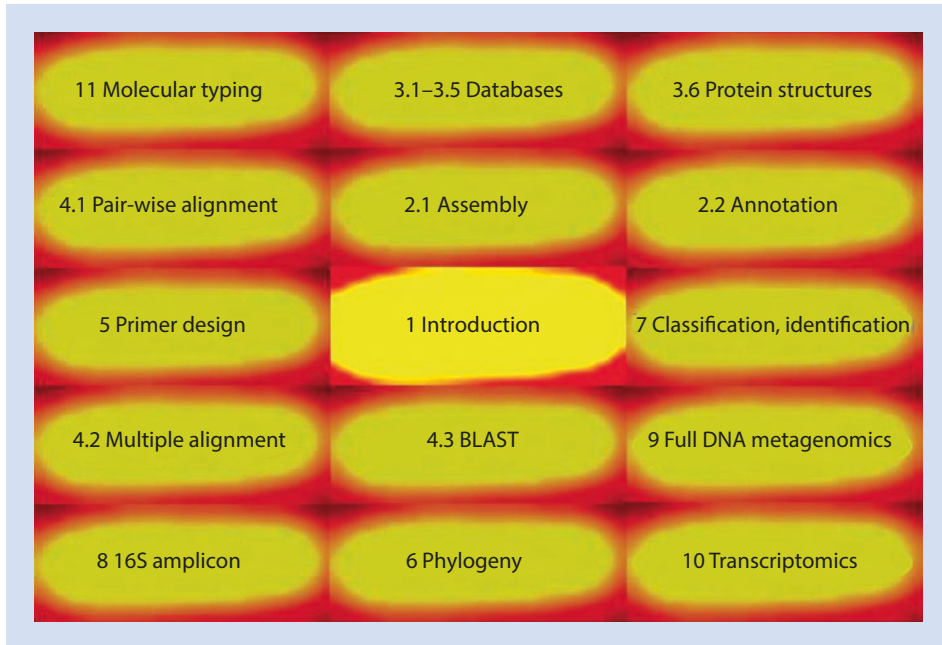 11 Molecular typing
3.1–3.5 Databases
3.6 Protein structures
4.1 Pair-wise alignment
2.1 Assembly
2.2 Annotation
5 Primer design
1 Introduction
7 Classification, identification
4.2 Multiple alignment
4.3 BLAST
9 Full DNA metagenomics
8 16S amplicon
6 Phylogeny
10 Transcriptomics